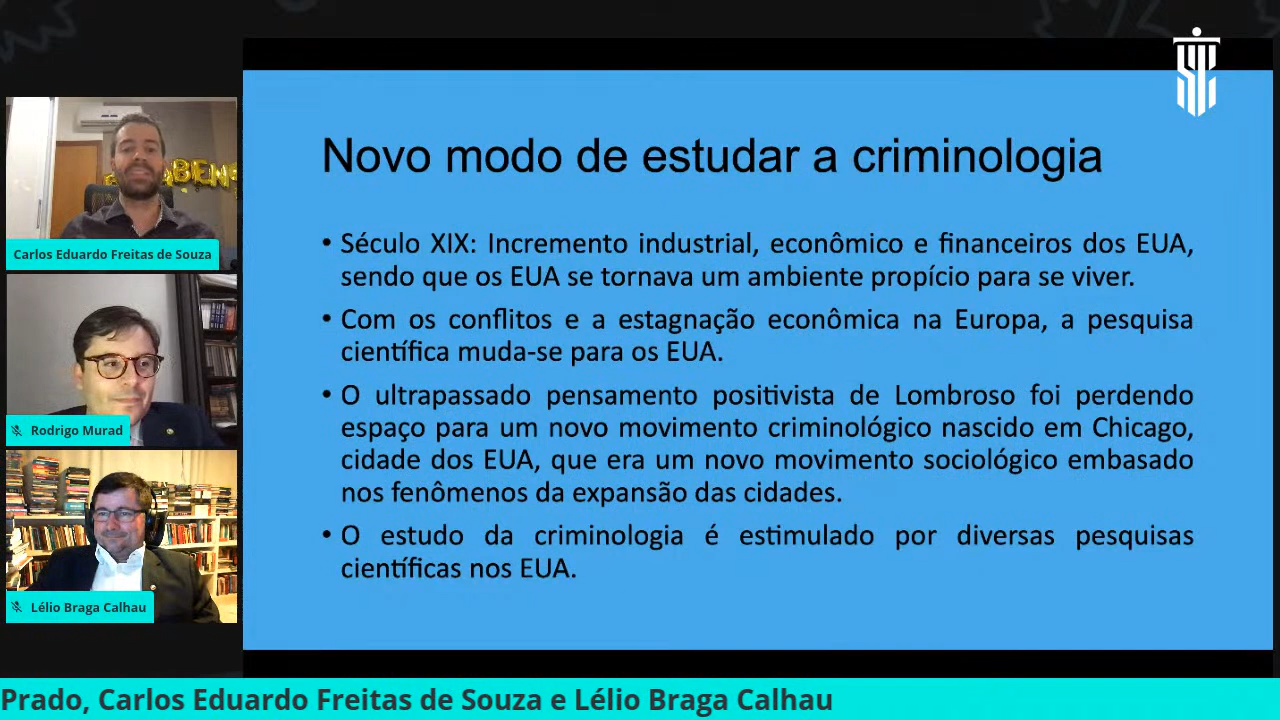 Novo modo de estudar a criminologia
• Século XIX: Incremento industrial, econômico e financeiros dos EUA,
sendo que os EUA se tornava um ambiente propício para se viver.
• Com os conflitos e a estagnação econômica na Europa, a pesquisa
científica muda-se para os EUA.
• O ultrapassado pensamento positivista de Lombroso foi perdendo
espaço para um novo movimento criminológico nascido em Chicago,
cidade dos EUA, que era um novo movimento sociológico embasado
nos fenômenos da expansão das cidades.
• O estudo da criminologia é estimulado por diversas pesquisas
científicas nos EUA.
Carlos Eduardo Freitas de Souza
Rodrigo Murad
Lélio Braga Calhau
Prado, Carlos Eduardo Freitas de Souza e Lélio Braga Calhau